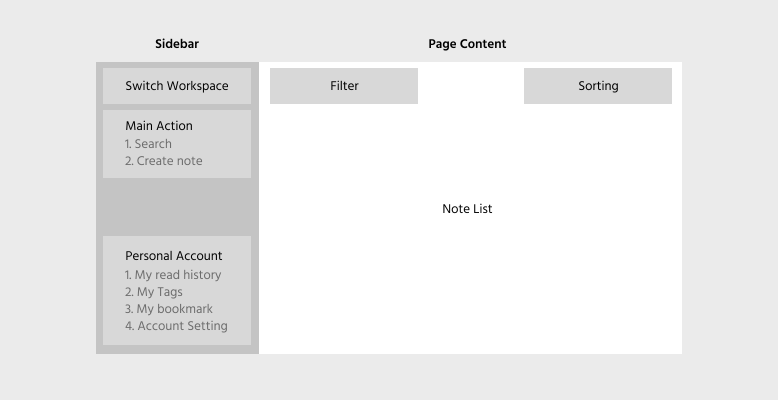 Sidebar
Page Content
Switch Workspace
Filter
Sorting
Main Action
1. Search
2. Create note
Note List
Personal Account
1. My read history
2. My Tags
3. My bookmark
4. Account Setting